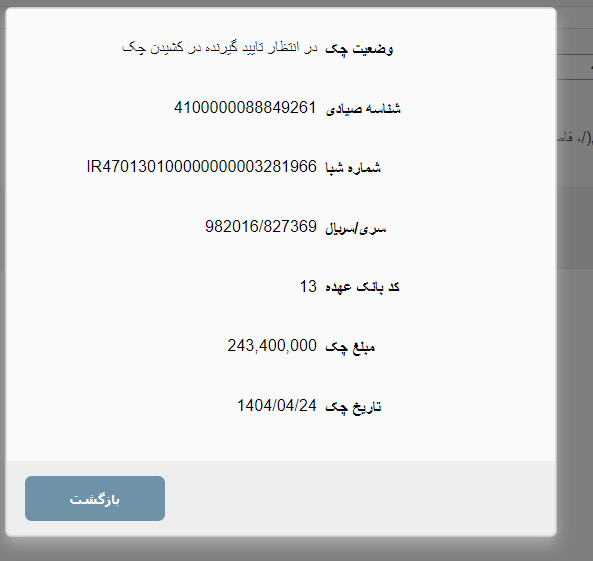 وضعیت چک در انتظار تایید گیرنده در کشیدن چک
شناسه صیادی 4100000088849261
شماره شبا IR470130100000000003281966
سری/سریال 982016/827369
کد بانک عهده 13
مبلغ چک 243,400,000
تاریخ چک 1404/04/24
بازگشت